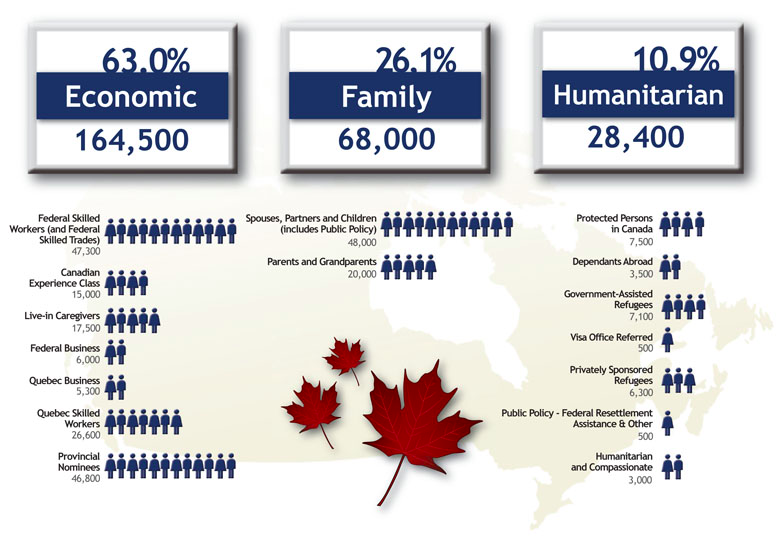 63.0%
Economic
164,500
26.1%
Family
68,000
10.9%
Humanitarian
28,400
Federal Skilled
Workers (and Federal
Skilled Trades)
47,300
Canadian
Experience Class
15,000
Live-in Caregivers
17,500
Federal Business
6,000
Quebec Business
5,300
Quebec Skilled
Workers
26,600
Provincial
Nominees
46,800
Spouses, Partners and Children
(includes Public Policy)
48,000
Parents and Grandparents
20,000
Protected Persons
in Canada
7,500
Dependants Abroad
3,500
Government-Assisted
Refugees
7,100
Visa Office Referred
500
Privately Sponsored
Refugees
6,300
Public Policy - Federal Resettlement
Assistance & Other
500
Humanitarian
and Compassionate
3,000